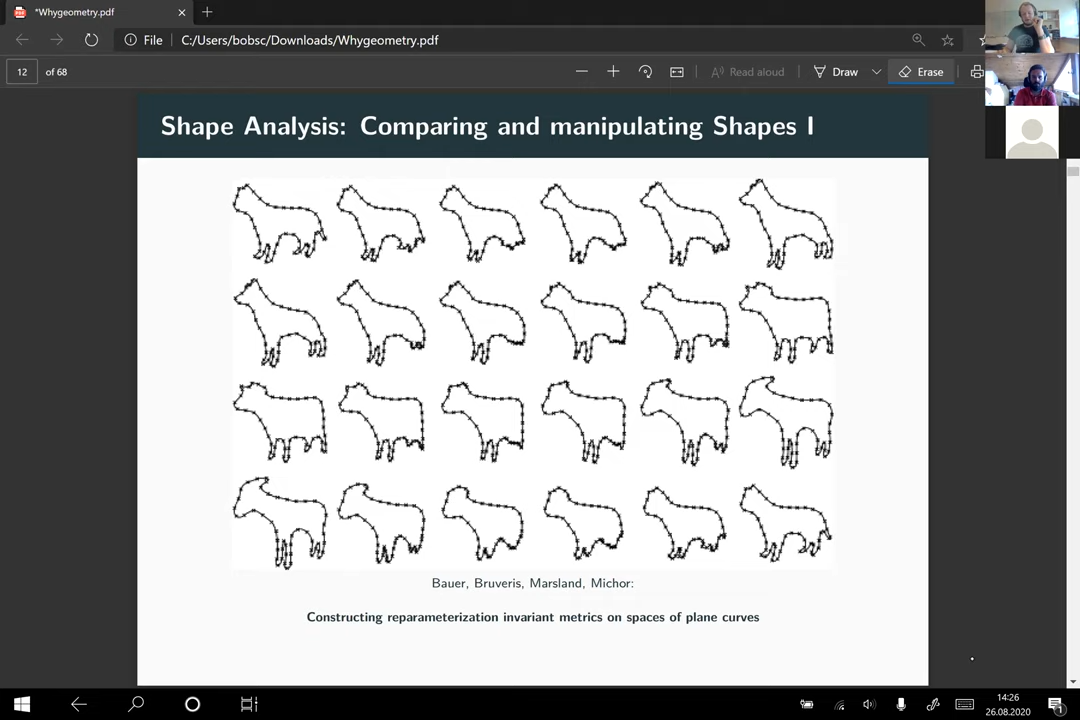 *Whygeometry.pdf
File C:/Users/bobsc/Downloads/Whygeometry.pdf
12 of 68 Read aloud Draw Erase
Shape Analysis: Comparing and manipulating Shapes I
Bauer, Bruveris, Marsland, Michor:
Constructing reparameterization invariant metrics on spaces of plane curves
14:26
26.08.2020
1